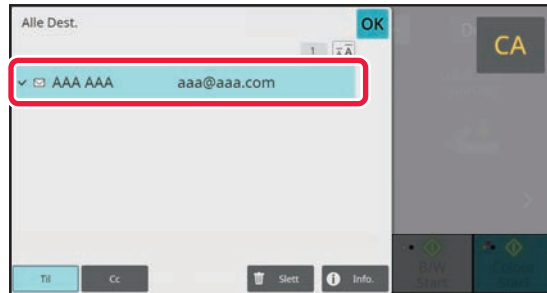 Alle Dest.
OK
CA
1
AAA AAA aaa@aaa.com
Til
Cc
Slett
Info.
B/W
Start
Colour
Start